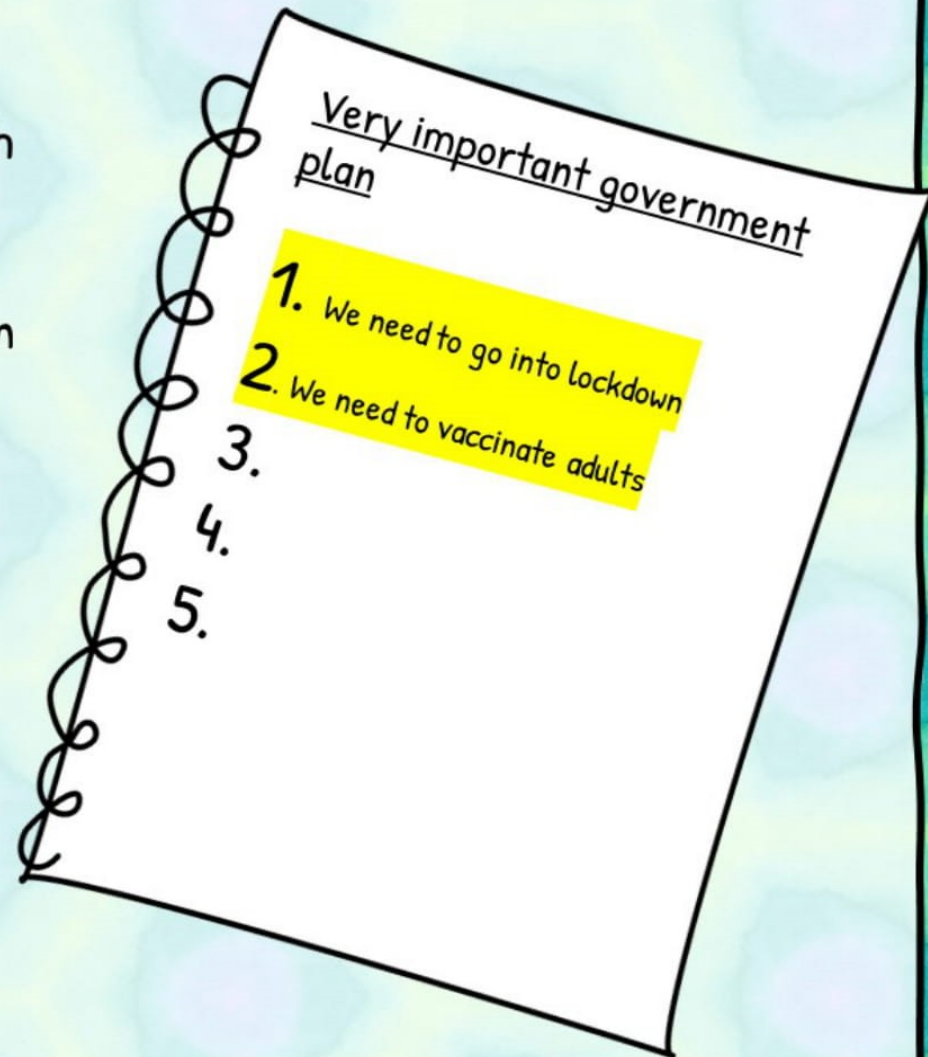 n
n
Very important government
plan
1. We need to go into lockdown
2. We need to vaccinate adults
3.
4.
5.